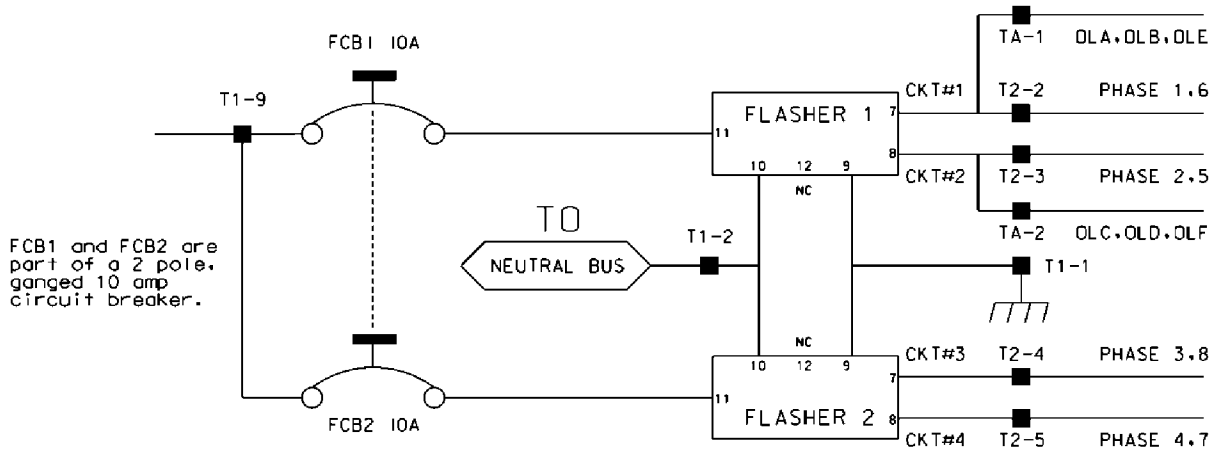 FCB1 10A
T1-9
FCB1 and FCB2 are
part of a 2 pole,
ganged 10 amp
circuit breaker.
FCB2 10A
TO
NEUTRAL BUS
T1-2
FLASHER 1
11
7
8
10 12 9
NC
CKT#1
CKT#2
TA-1 OLA,OLB,OLE
T2-2 PHASE 1,6
T2-3 PHASE 2,5
TA-2 OLC,OLD,OLF
T1-1
NC
10 12 9
11
7
8
FLASHER 2
CKT#3 T2-4 PHASE 3,8
CKT#4 T2-5 PHASE 4,7